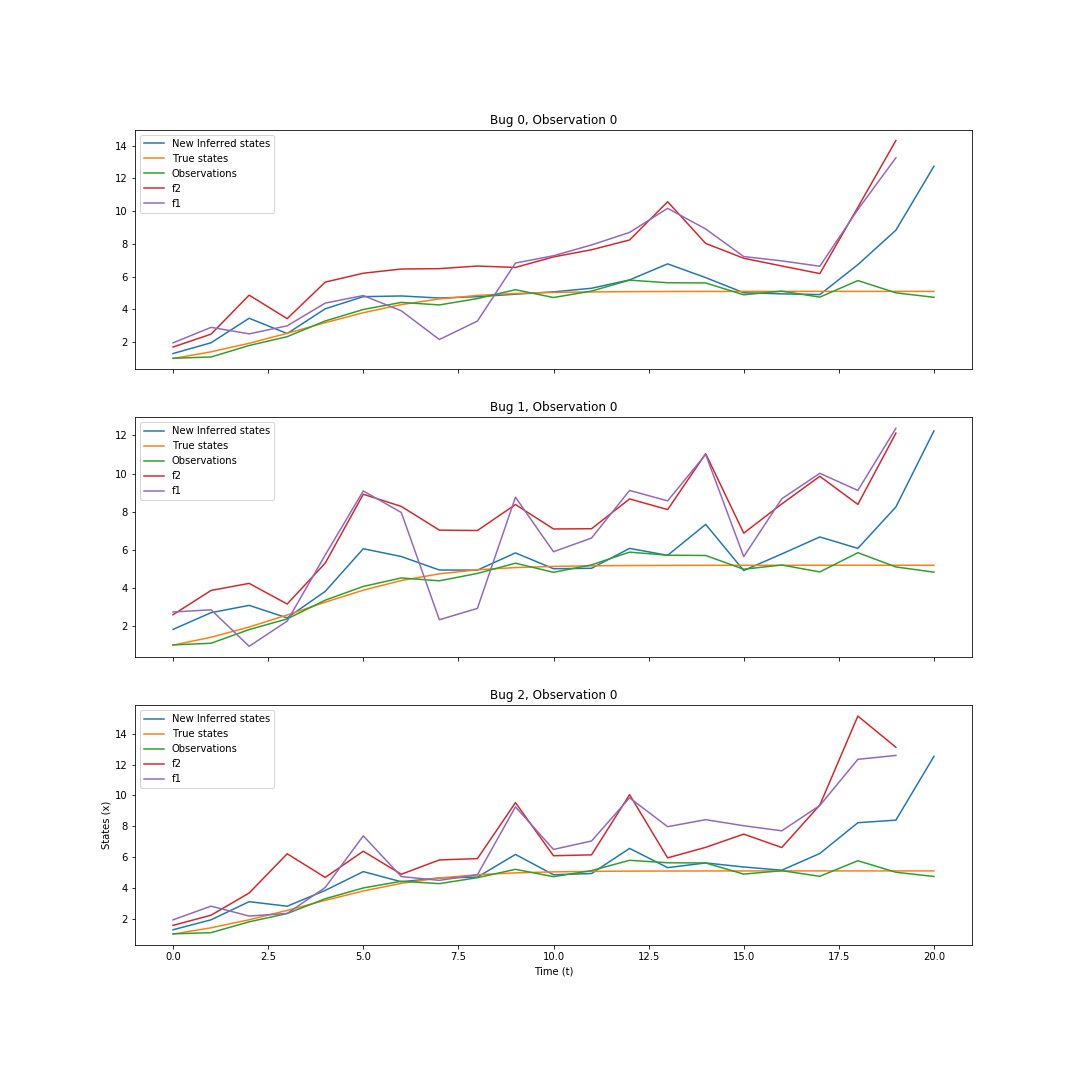 Bug 0, Observation 0
14
12
10
8
6
4
2
New Inferred states
True states
Observations
f2
f1
Bug 1, Observation 0
12
10
8
6
4
2
New Inferred states
True states
Observations
f2
f1
Bug 2, Observation 0
States (x)
14
12
10
8
6
4
2
New Inferred states
True states
Observations
f2
f1
0.0 2.5 5.0 7.5 10.0 12.5 15.0 17.5 20.0
Time (t)